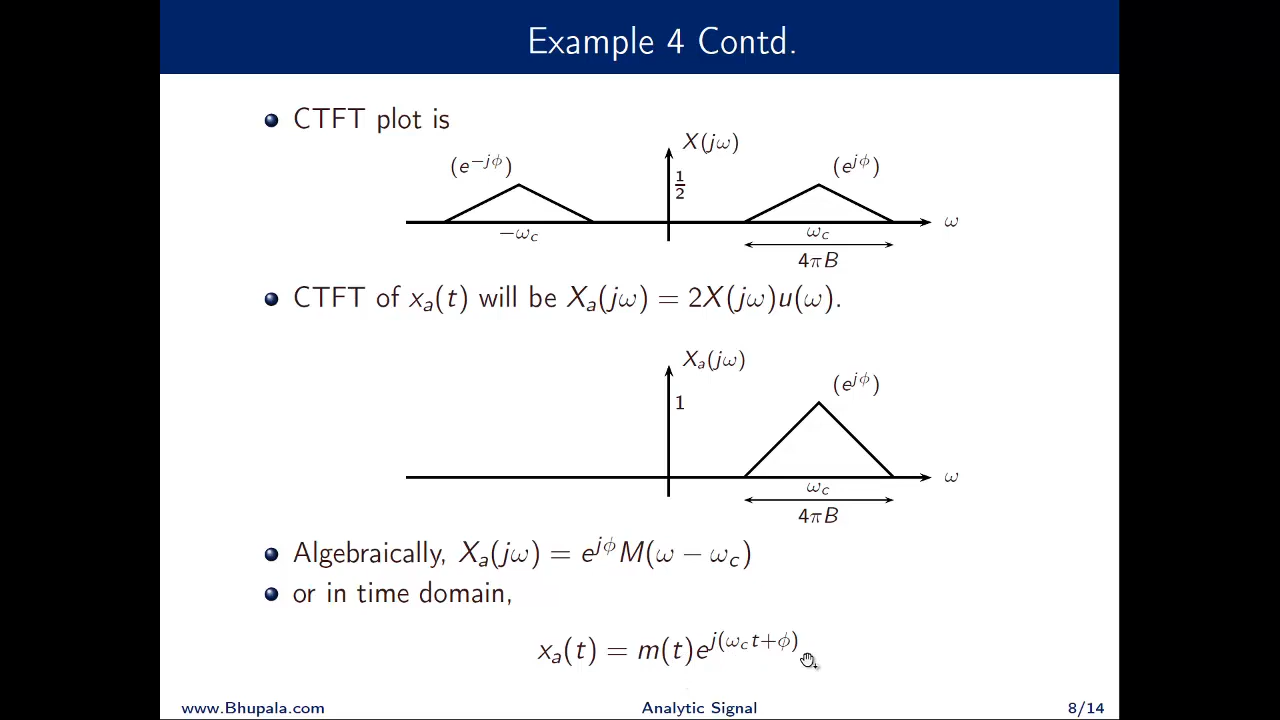 Example 4 Contd.
CTFT plot is
X(jω)
(e^{−jϕ})
(e^{jϕ})
1/2
−ω_c
ω_c
ω
4πB
CTFT of x_a(t) will be X_a(jω) = 2X(jω)u(ω).
X_a(jω)
(e^{jϕ})
1
ω_c
ω
4πB
Algebraically, X_a(jω) = e^{jϕ}M(ω − ω_c)
or in time domain,
x_a(t) = m(t)e^{j(ω_c t+ϕ)}
www.Bhupala.com Analytic Signal 8/14